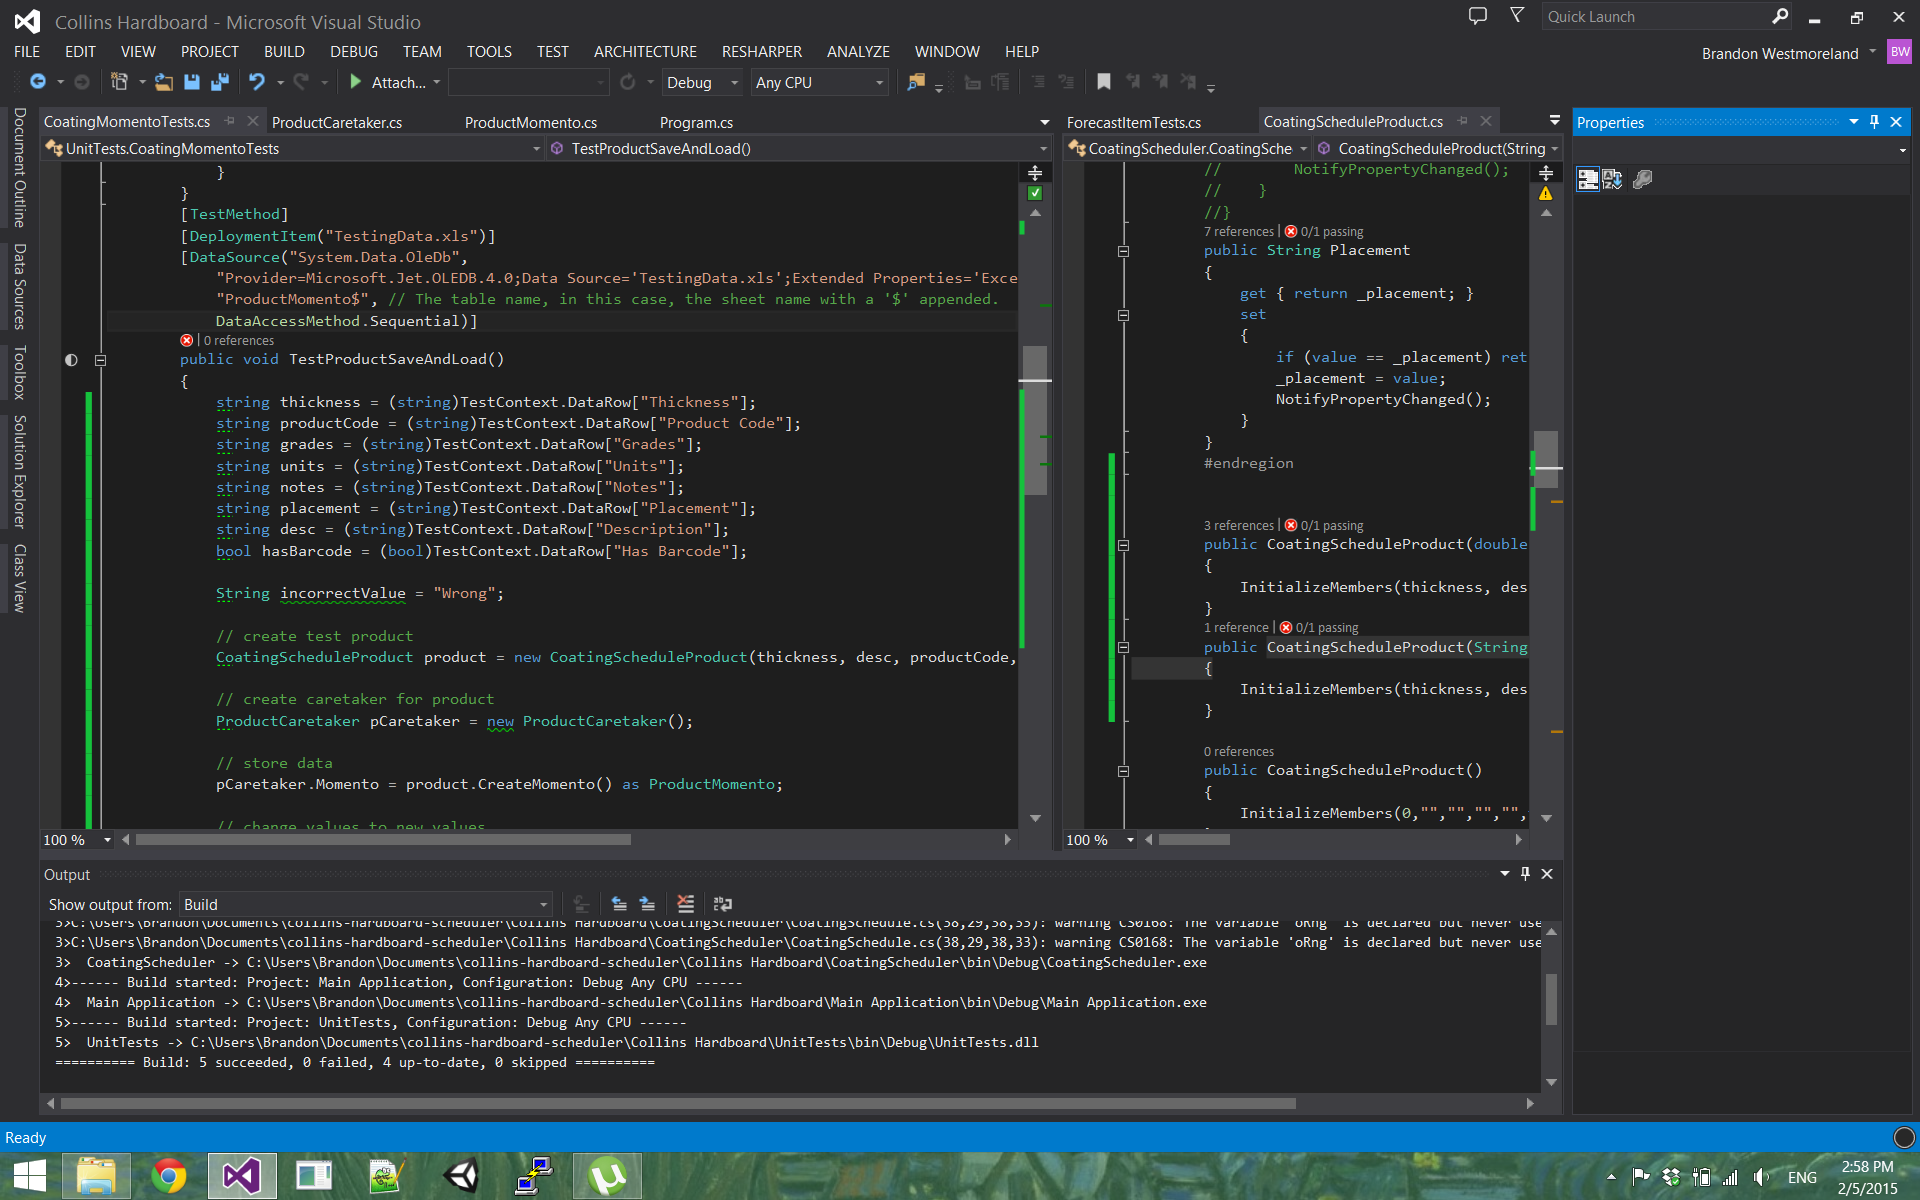 Collins Hardboard - Microsoft Visual Studio
Quick Launch
FILE EDIT VIEW PROJECT BUILD DEBUG TEAM TOOLS TEST ARCHITECTURE RESHARPER ANALYZE WINDOW HELP
Brandon Westmoreland BW
Attach... Debug Any CPU
Document Outline
Data Sources
Toolbox
Solution Explorer
Class View
CoatingMomentoTests.cs ProductCaretaker.cs ProductMomento.cs Program.cs
UnitTests.CoatingMomentoTests TestProductSaveAndLoad()
}
}
[TestMethod]
[DeploymentItem("TestingData.xls")]
[DataSource("System.Data.OleDb",
"Provider=Microsoft.Jet.OLEDB.4.0;Data Source='TestingData.xls';Extended Properties='Exce
"ProductMomento$", // The table name, in this case, the sheet name with a '$' appended.
DataAccessMethod.Sequential)]
| 0 references
public void TestProductSaveAndLoad()
{
string thickness = (string)TestContext.DataRow["Thickness"];
string productCode = (string)TestContext.DataRow["Product Code"];
string grades = (string)TestContext.DataRow["Grades"];
string units = (string)TestContext.DataRow["Units"];
string notes = (string)TestContext.DataRow["Notes"];
string placement = (string)TestContext.DataRow["Placement"];
string desc = (string)TestContext.DataRow["Description"];
bool hasBarcode = (bool)TestContext.DataRow["Has Barcode"];
String incorrectValue = "Wrong";
// create test product
CoatingScheduleProduct product = new CoatingScheduleProduct(thickness, desc, productCode,
// create caretaker for product
ProductCaretaker pCaretaker = new ProductCaretaker();
// store data
pCaretaker.Momento = product.CreateMomento() as ProductMomento;
// change values to new values
100 %
ForecastItemTests.cs CoatingScheduleProduct.cs
CoatingScheduler.CoatingSche CoatingScheduleProduct(String
// NotifyPropertyChanged();
// }
//}
7 references | 0/1 passing
public String Placement
{
get { return _placement; }
set
{
if (value == _placement) ret
_placement = value;
NotifyPropertyChanged();
}
}
#endregion
3 references | 0/1 passing
public CoatingScheduleProduct(double
{
InitializeMembers(thickness, des
}
1 reference | 0/1 passing
public CoatingScheduleProduct(String
{
InitializeMembers(thickness, des
}
0 references
public CoatingScheduleProduct()
{
InitializeMembers(0,"","","","",
100 %
Properties
Output
Show output from: Build
3>C:\Users\Brandon\Documents\collins-hardboard-scheduler\Collins Hardboard\CoatingScheduler\CoatingSchedule.cs(38,29,38,33): warning CS0168: The variable 'oRng' is declared but never use
3>C:\Users\Brandon\Documents\collins-hardboard-scheduler\Collins Hardboard\CoatingScheduler\CoatingSchedule.cs(38,29,38,33): warning CS0168: The variable 'oRng' is declared but never use
3> CoatingScheduler -> C:\Users\Brandon\Documents\collins-hardboard-scheduler\Collins Hardboard\CoatingScheduler\bin\Debug\CoatingScheduler.exe
4>------ Build started: Project: Main Application, Configuration: Debug Any CPU ------
4> Main Application -> C:\Users\Brandon\Documents\collins-hardboard-scheduler\Collins Hardboard\Main Application\bin\Debug\Main Application.exe
5>------ Build started: Project: UnitTests, Configuration: Debug Any CPU ------
5> UnitTests -> C:\Users\Brandon\Documents\collins-hardboard-scheduler\Collins Hardboard\UnitTests\bin\Debug\UnitTests.dll
========== Build: 5 succeeded, 0 failed, 4 up-to-date, 0 skipped ==========
Ready
ENG
2:58 PM
2/5/2015